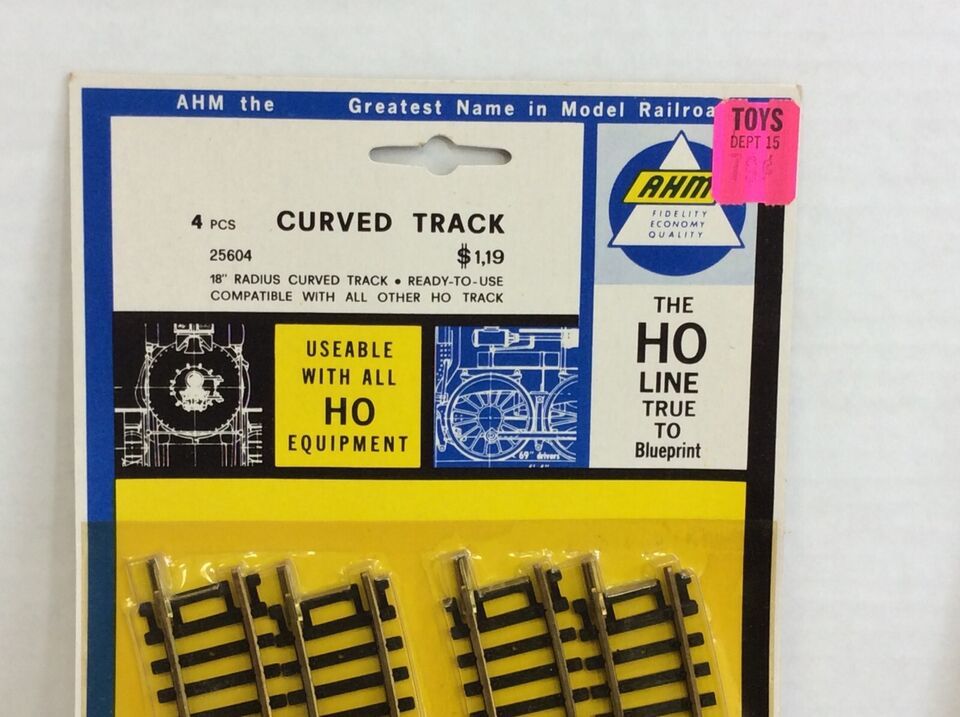 AHM the Greatest Name in Model Railroa
TOYS
DEPT 15
79¢
4 PCS CURVED TRACK
25604 $1,19
18" RADIUS CURVED TRACK • READY-TO-USE
COMPATIBLE WITH ALL OTHER HO TRACK
AHM
FIDELITY
ECONOMY
QUALITY
THE
HO
LINE
TRUE
TO
Blueprint
USEABLE
WITH ALL
HO
EQUIPMENT
69" drivers